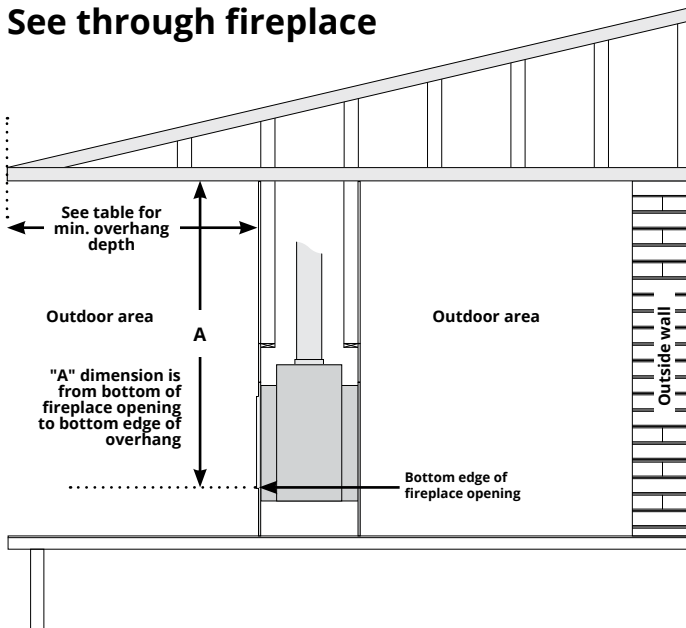 See through fireplace
See table for
min. overhang
depth
Outdoor area
A
Outdoor area
Outside wall
"A" dimension is
from bottom of
fireplace opening
to bottom edge of
overhang
Bottom edge of
fireplace opening